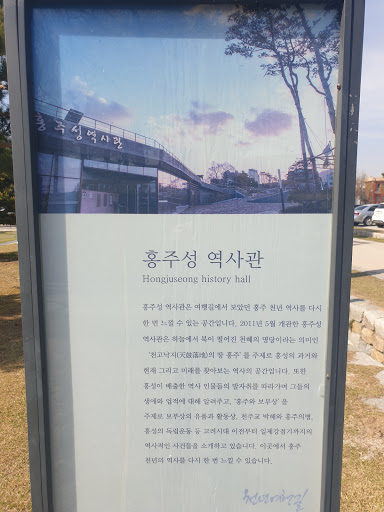 홍주성역사관
홍주성 역사관
Hongjuseong history hall
홍주성 역사관은 여행길에서 보았던 홍주 천년 역사를 다시
한 번 느낄 수 있는 공간입니다. 2011년 5월 개관한 홍주성
역사관은 하늘에서 북이 떨어진 천혜의 명당이라는 의미인
'천고낙지(天鼓落地)의 땅 홍주'를 주제로 홍성의 과거와
현재 그리고 미래를 찾아보는 역사의 공간입니다. 또한
홍성이 배출한 역사 인물들의 발자취를 따라가며 그들의
생애와 업적에 대해 알려주고, '홍주와 보부상'을
주제로 보부상의 유품과 활동상, 천주교 박해와 홍주의병,
홍성의 독립운동 등 고려시대 이전부터 일제강점기까지의
역사적인 사건들을 소개하고 있습니다. 이곳에서 홍주
천년의 역사를 다시 한 번 느낄 수 있습니다.
천년여행길